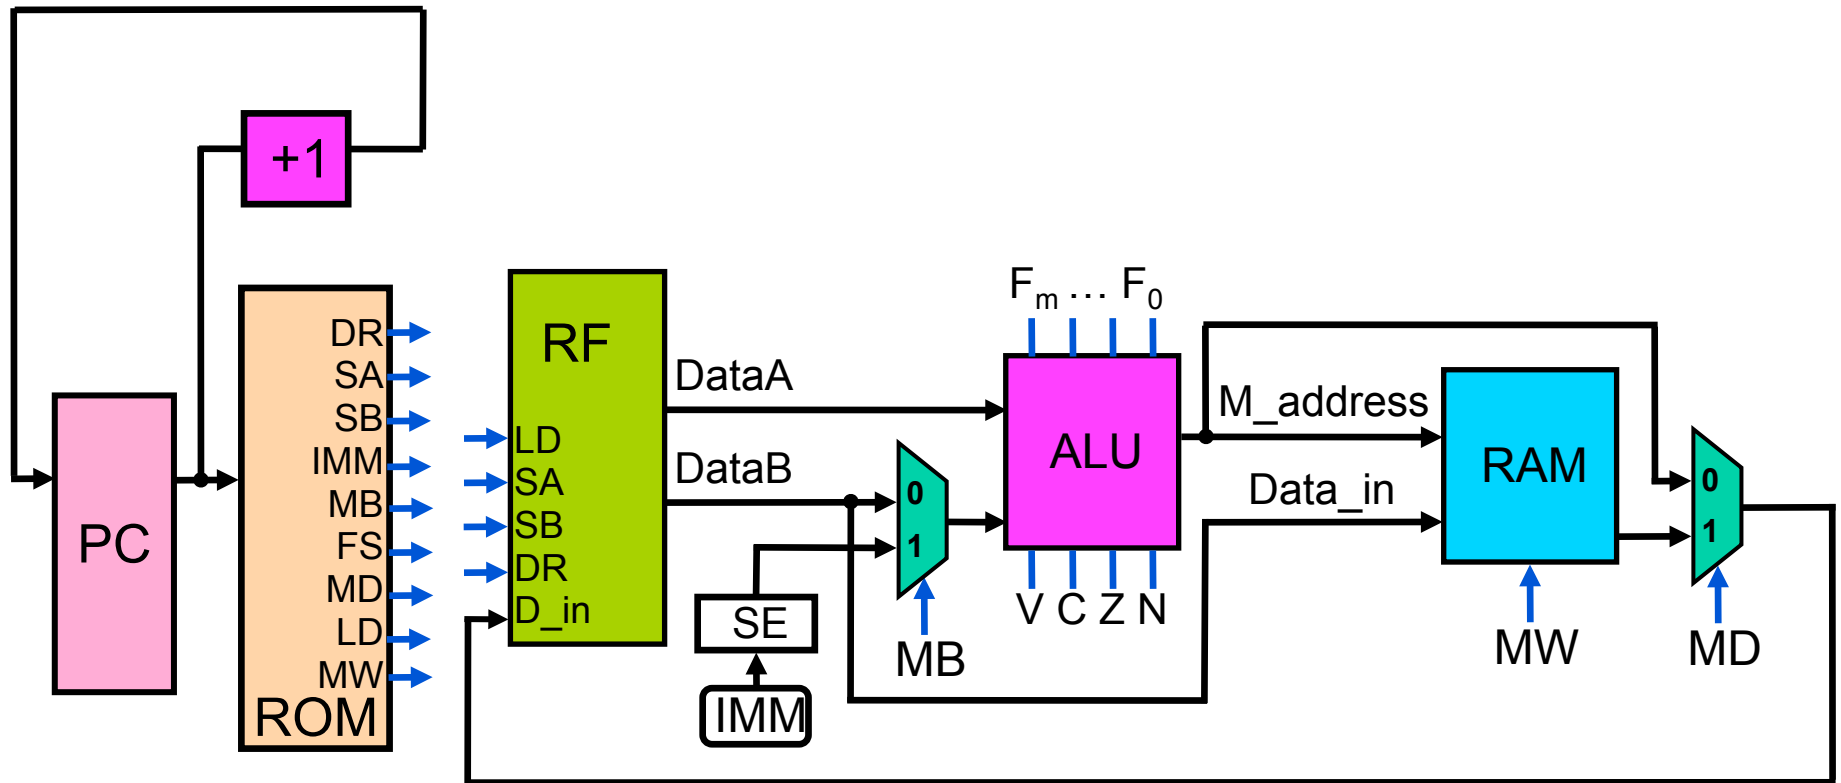 +1
PC
DR
SA
SB
IMM
MB
FS
MD
LD
MW
ROM
RF
LD
SA
SB
DR
D_in
DataA
DataB
SE
IMM
0
1
MB
Fm … F0
ALU
V C Z N
M_address
Data_in
RAM
MW
0
1
MD